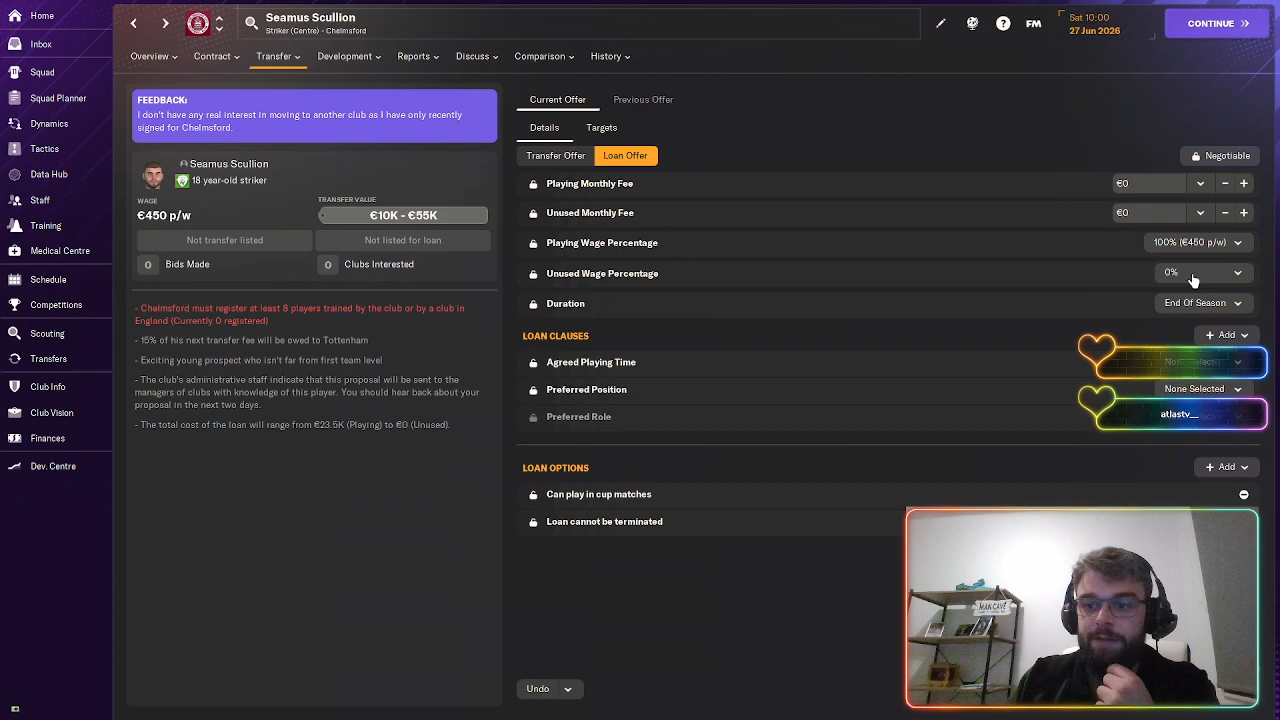 Home
Inbox
Squad
Squad Planner
Dynamics
Tactics
Data Hub
Staff
Training
Medical Centre
Schedule
Competitions
Scouting
Transfers
Club Info
Club Vision
Finances
Dev. Centre
Seamus Scullion
Striker (Centre) - Chelmsford
FM
Sat 10:00
27 Jun 2026
CONTINUE
Overview
Contract
Transfer
Development
Reports
Discuss
Comparison
History
FEEDBACK:
I don't have any real interest in moving to another club as I have only recently
signed for Chelmsford.
Seamus Scullion
18 year-old striker
WAGE
€450 p/w
TRANSFER VALUE
€10K - €55K
Not transfer listed
Not listed for loan
0 Bids Made
0 Clubs Interested
- Chelmsford must register at least 8 players trained by the club or by a club in
England (Currently 0 registered)
- 15% of his next transfer fee will be owed to Tottenham
- Exciting young prospect who isn't far from first team level
- The club's administrative staff indicate that this proposal will be sent to the
managers of clubs with knowledge of this player. You should hear back about your
proposal in the next two days.
- The total cost of the loan will range from €23.5K (Playing) to €0 (Unused).
Current Offer
Previous Offer
Details
Targets
Transfer Offer
Loan Offer
Negotiable
Playing Monthly Fee
€0
Unused Monthly Fee
€0
Playing Wage Percentage
100% (€450 p/w)
Unused Wage Percentage
0%
Duration
End Of Season
LOAN CLAUSES
+ Add
Agreed Playing Time
None Selected
Preferred Position
None Selected
Preferred Role
atlastv__
LOAN OPTIONS
+ Add
Can play in cup matches
Loan cannot be terminated
MAN CAVE
Undo